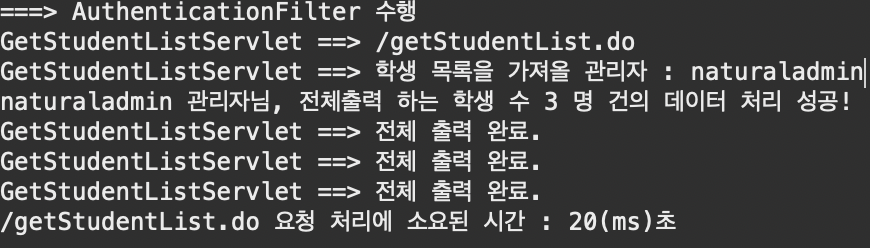 ===> AuthenticationFilter 수행
GetStudentListServlet ==> /getStudentList.do
GetStudentListServlet ==> 학생 목록을 가져올 관리자 : naturaladmin
naturaladmin 관리자님, 전체출력 하는 학생 수 3 명 건의 데이터 처리 성공!
GetStudentListServlet ==> 전체 출력 완료.
GetStudentListServlet ==> 전체 출력 완료.
GetStudentListServlet ==> 전체 출력 완료.
/getStudentList.do 요청 처리에 소요된 시간 : 20(ms)초